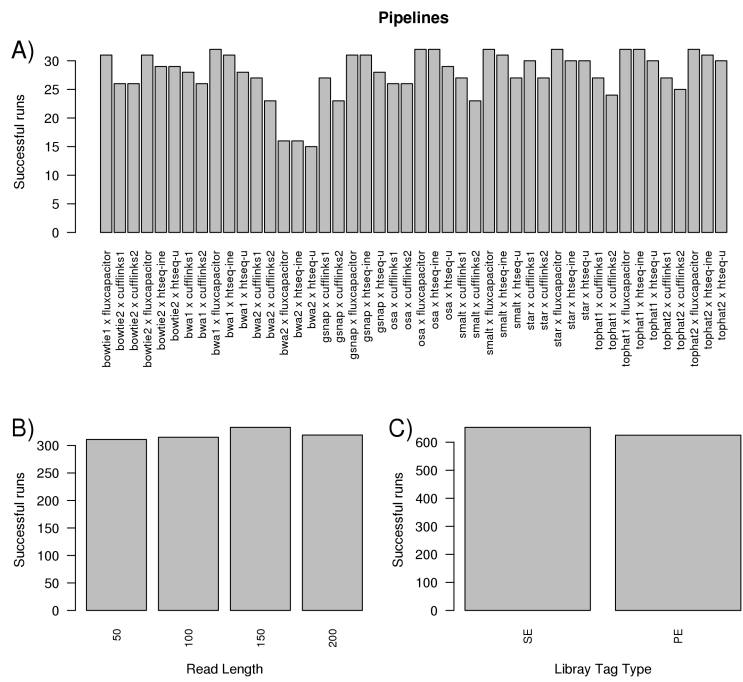 Pipelines
A)
Successful runs
30
25
20
15
10
5
0
bowtie1 x fluxcapacitor
bowtie2 x cufflinks1
bowtie2 x cufflinks2
bowtie2 x fluxcapacitor
bowtie2 x htseq-ine
bowtie2 x htseq-u
bwa1 x cufflinks1
bwa1 x cufflinks2
bwa1 x fluxcapacitor
bwa1 x htseq-ine
bwa1 x htseq-u
bwa2 x cufflinks1
bwa2 x cufflinks2
bwa2 x fluxcapacitor
bwa2 x htseq-ine
bwa2 x htseq-u
gsnap x cufflinks1
gsnap x cufflinks2
gsnap x fluxcapacitor
gsnap x htseq-ine
gsnap x htseq-u
osa x cufflinks1
osa x cufflinks2
osa x fluxcapacitor
osa x htseq-ine
osa x htseq-u
smalt x cufflinks1
smalt x cufflinks2
smalt x fluxcapacitor
smalt x htseq-ine
smalt x htseq-u
star x cufflinks1
star x cufflinks2
star x fluxcapacitor
star x htseq-ine
star x htseq-u
tophat1 x cufflinks1
tophat1 x cufflinks2
tophat1 x fluxcapacitor
tophat1 x htseq-ine
tophat1 x htseq-u
tophat2 x cufflinks1
tophat2 x cufflinks2
tophat2 x fluxcapacitor
tophat2 x htseq-ine
tophat2 x htseq-u
B)
Successful runs
300
250
200
150
100
50
0
50
100
150
200
Read Length
C)
Successful runs
600
500
400
300
200
100
0
SE
PE
Libray Tag Type